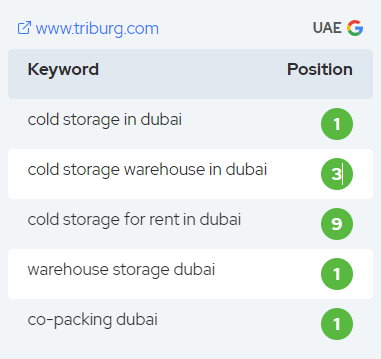 www.triburg.com UAE
Keyword Position
cold storage in dubai 1
cold storage warehouse in dubai 3
cold storage for rent in dubai 9
warehouse storage dubai 1
co-packing dubai 1